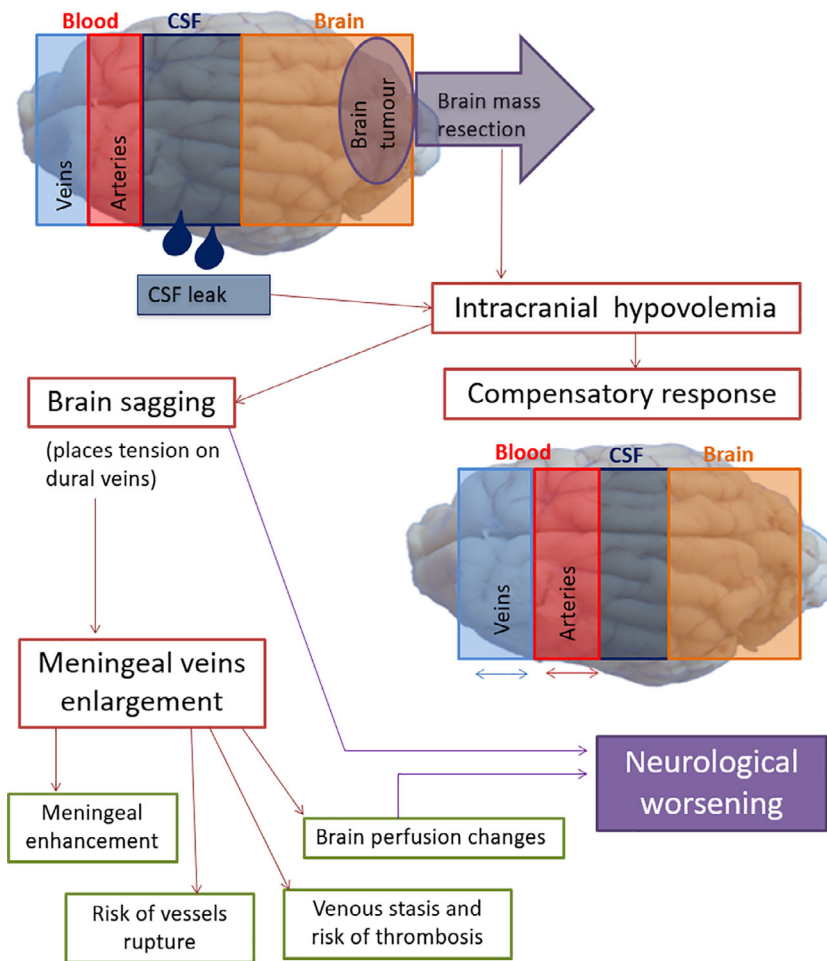 Blood CSF Brain
Veins
Arteries
Brain
tumour
Brain mass
resection
CSF leak
Intracranial hypovolemia
Compensatory response
Brain sagging
(places tension on
dural veins)
Blood CSF Brain
Veins
Arteries
Meningeal veins
enlargement
Neurological
worsening
Meningeal
enhancement
Brain perfusion changes
Risk of vessels
rupture
Venous stasis and
risk of thrombosis